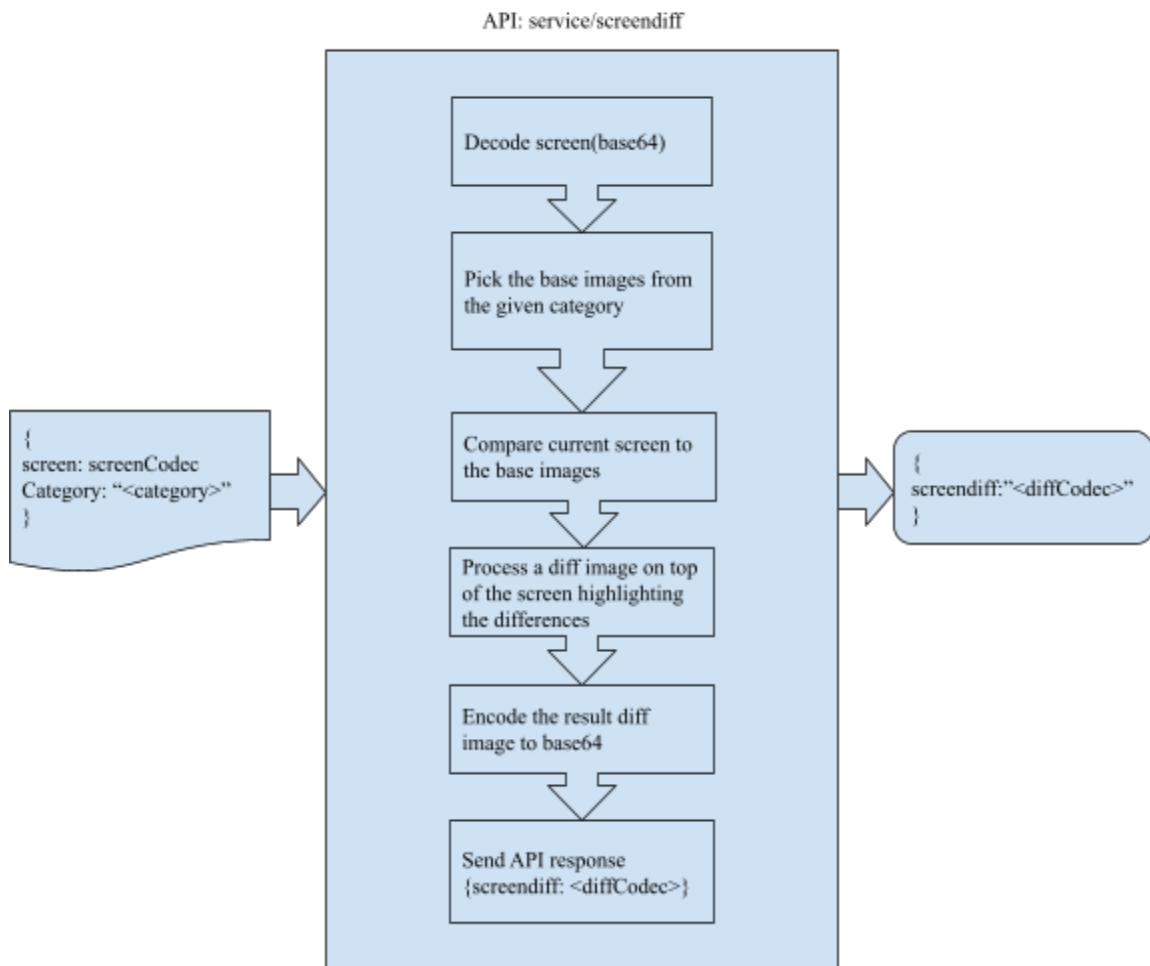 API: service/screendiff
{
screen: screenCodec
Category: “<category>”
}
Decode screen(base64)
Pick the base images from
the given category
Compare current screen to
the base images
Process a diff image on top
of the screen highlighting
the differences
Encode the result diff
image to base64
Send API response
{screendiff: <diffCodec>}
{
screendiff:”<diffCodec>”
}